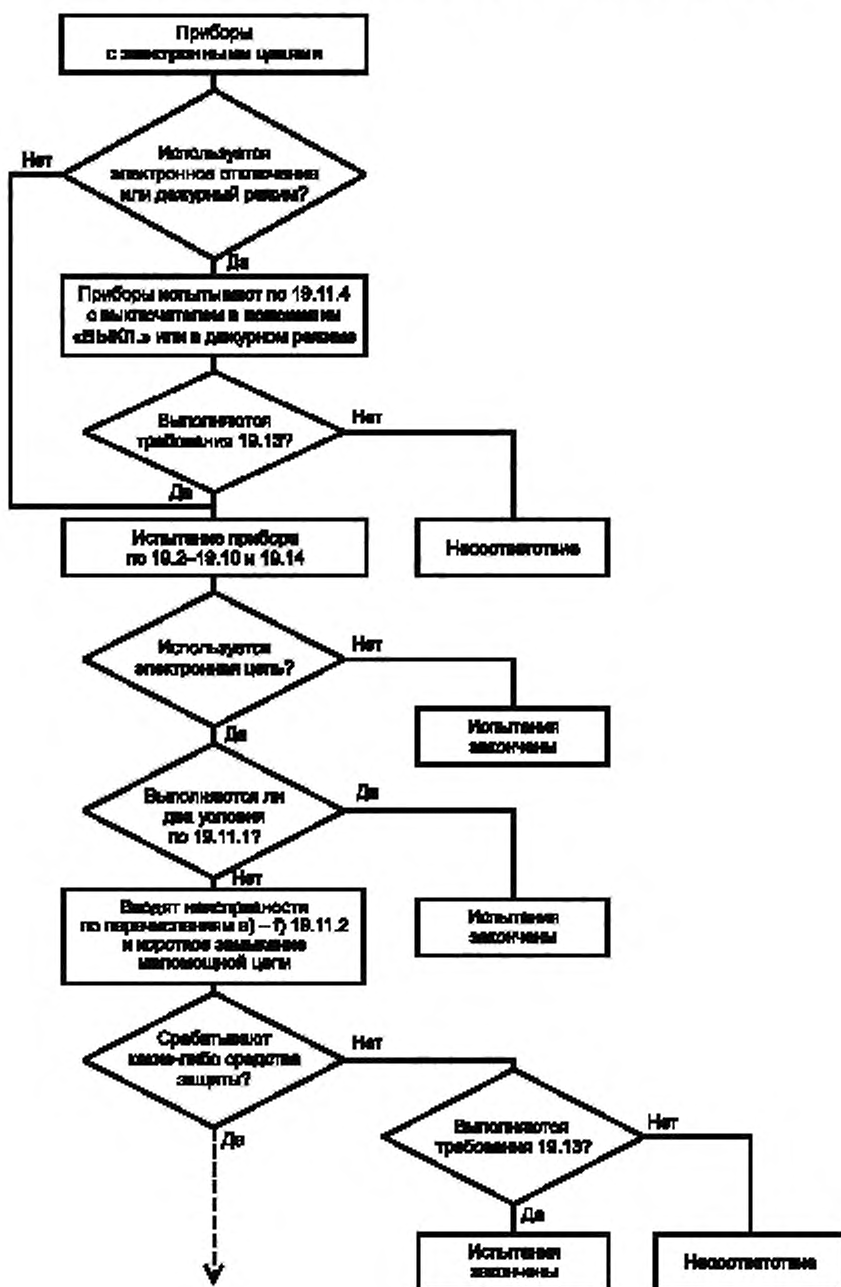 Приборы
с электронными цепями
Нет
Используется
электронное отключение
или дежурный режим?
Да
Приборы испытывают по 19.11.4
с выключателем в положении
«ВЫКЛ.» или в дежурном режиме
Выполняются
требования 19.13?
Нет
Да
Испытание прибора
по 19.2–19.10 и 19.14
Несоответствие
Используется
электронная цепь?
Нет
Да
Испытания
закончены
Выполняются ли
два условия
по 19.11.1?
Да
Нет
Вводят неисправности
по перечислениям a) – f) 19.11.2
и короткое замыкание
маломощной цепи
Испытания
закончены
Срабатывают
какие-либо средства
защиты?
Нет
Да
Выполняются
требования 19.13?
Нет
Да
Испытания
закончены
Несоответствие